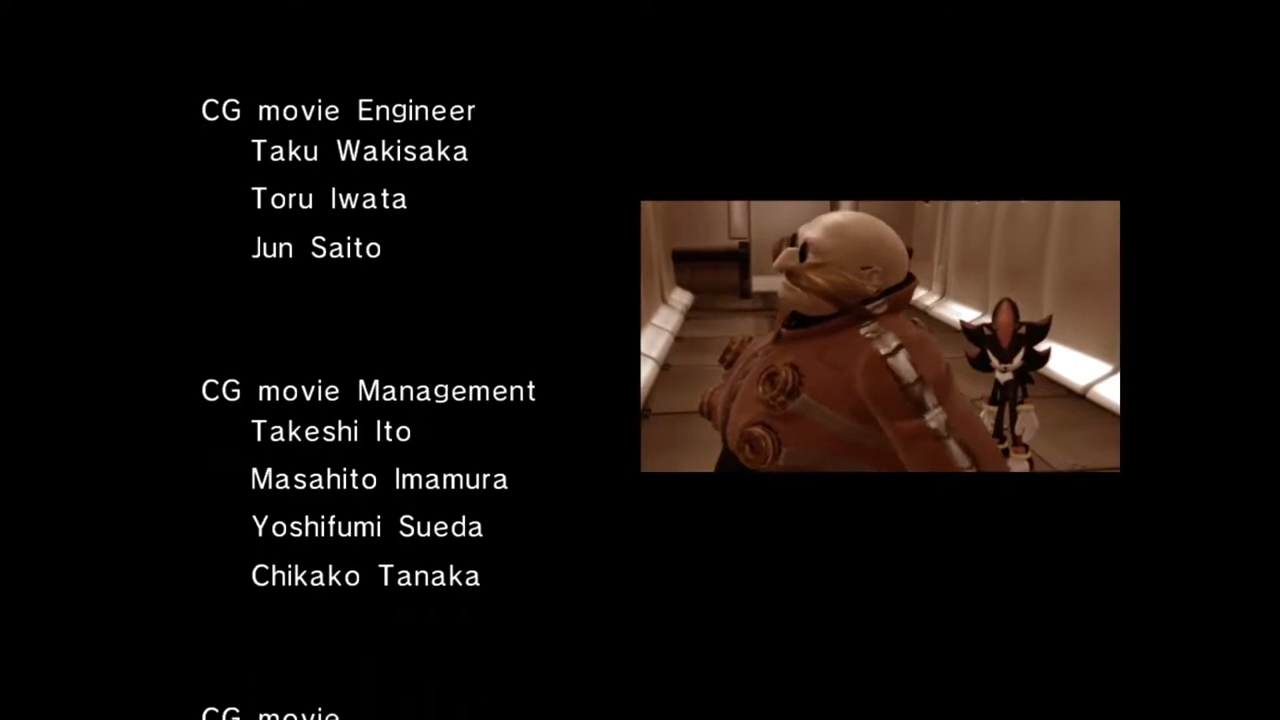 CG movie Engineer
Taku Wakisaka
Toru Iwata
Jun Saito
CG movie Management
Takeshi Ito
Masahito Imamura
Yoshifumi Sueda
Chikako Tanaka
CG movie